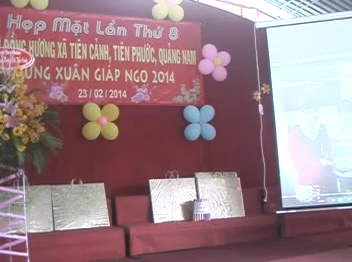 Họp Mặt Lần Thứ 8
ĐỒNG HƯƠNG XÃ TIÊN CẢNH, TIÊN PHƯỚC, QUẢNG NAM
XUÂN GIÁP NGỌ 2014
23 / 02 / 2014